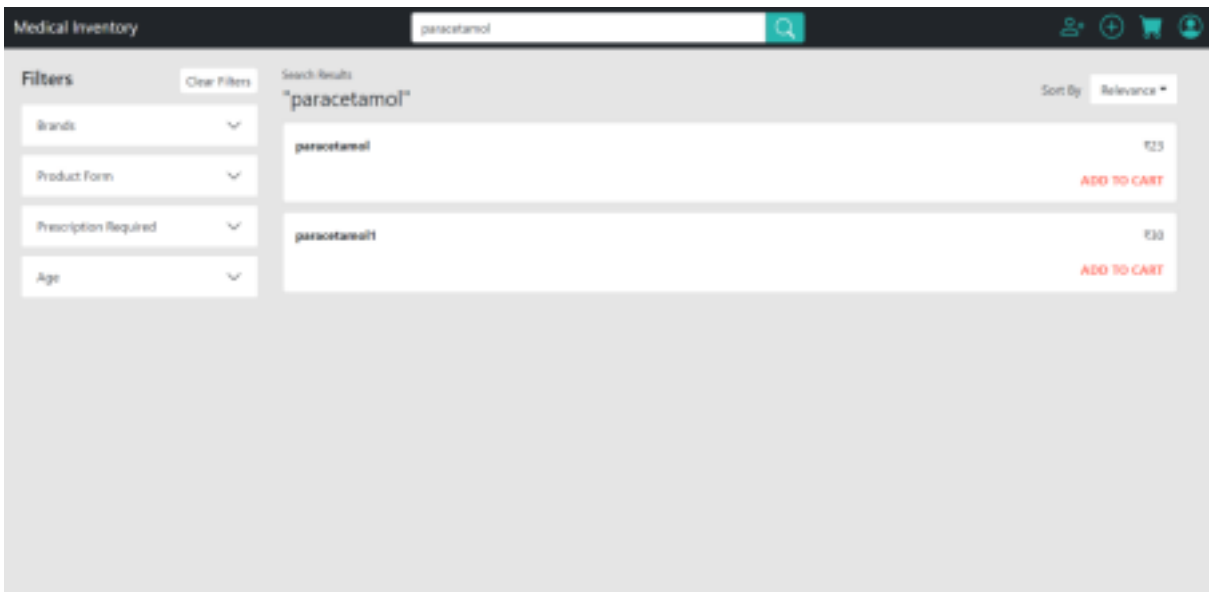 Medical Inventory
paracetamol
Filters
Clear Filters
Brands
Product Form
Prescription Required
Age
Search Results
"paracetamol"
Sort By
Relevance
paracetamol
₹23
ADD TO CART
paracetamol1
₹30
ADD TO CART